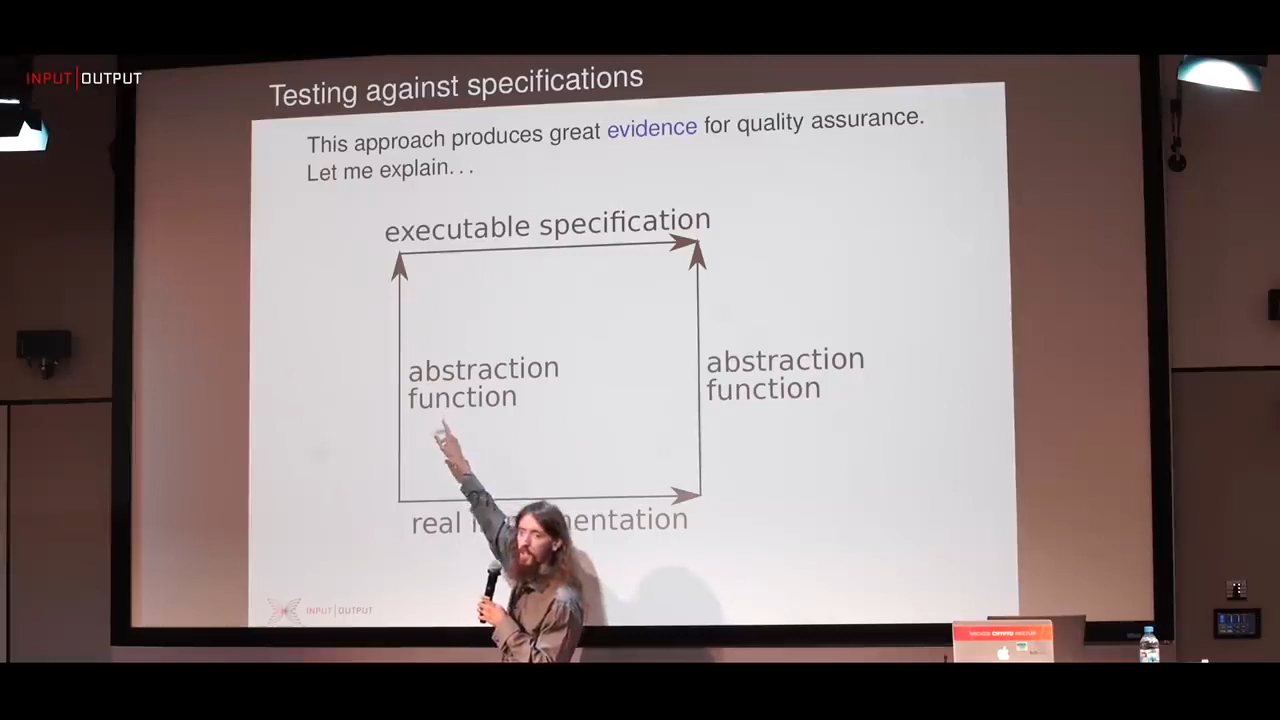 INPUT|OUTPUT
Testing against specifications
This approach produces great evidence for quality assurance.
Let me explain...
executable specification
abstraction
function
abstraction
function
real mentation
INPUT|OUTPUT